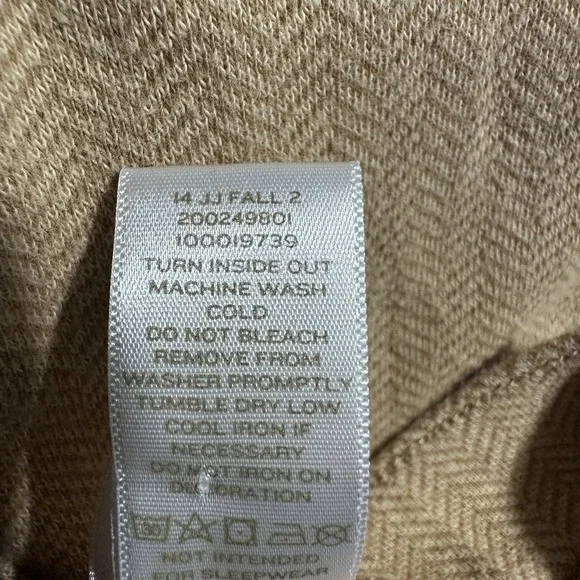 14 JJ FALL 2
200249801
100019739
TURN INSIDE OUT
MACHINE WASH
COLD
DO NOT BLEACH
REMOVE FROM
WASHER PROMPTLY
TUMBLE DRY LOW
COOL IRON IF
NECESSARY
DO NOT IRON ON
DECORATION
NOT INTENDED
FOR SLEEPWEAR